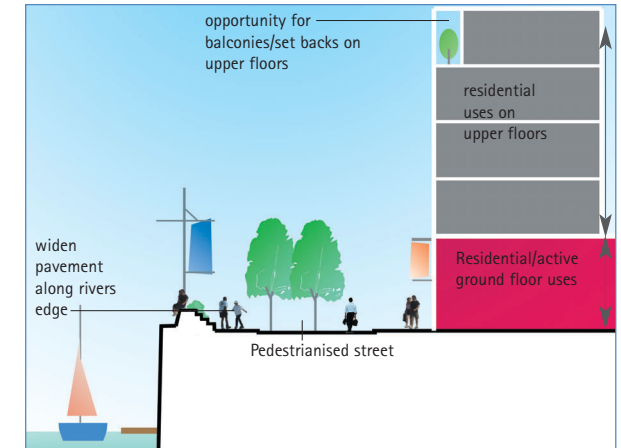 opportunity for
balconies/set backs on
upper floors
residential
uses on
upper floors
widen
pavement
along rivers
edge
Residential/active
ground floor uses
Pedestrianised street